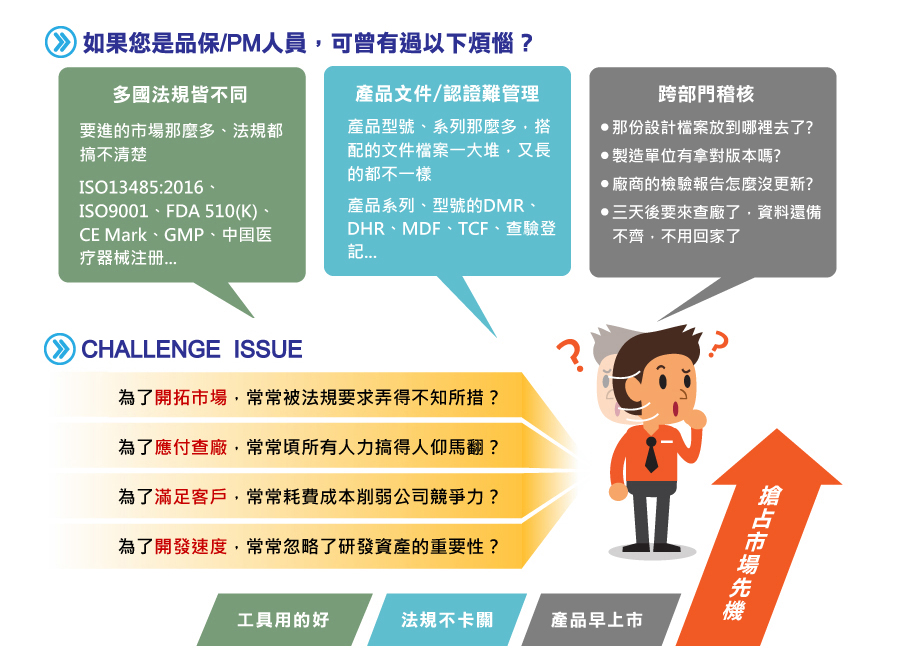 如果您是品保/PM人員，可曾有過以下煩惱？
多國法規皆不同
要進的市場那麼多、法規都
搞不清楚
ISO13485:2016、
ISO9001、FDA 510(K)、
CE Mark、GMP、中国医
疗器械注册...
產品文件/認證難管理
產品型號、系列那麼多，搭
配的文件檔案一大堆，又長
的都不一樣
產品系列、型號的DMR、
DHR、MDF、TCF、查驗登
記...
跨部門稽核
●那份設計檔案放到哪裡去了?
●製造單位有拿對版本嗎?
●廠商的檢驗報告怎麼沒更新?
●三天後要來查廠了，資料還備
不齊，不用回家了
CHALLENGE ISSUE
為了開拓市場，常常被法規要求弄得不知所措？
為了應付查廠，常常頃所有人力搞得人仰馬翻？
為了滿足客戶，常常耗費成本削弱公司競爭力？
為了開發速度，常常忽略了研發資產的重要性？
? ?
工具用的好
法規不卡關
產品早上市
搶占市場先機